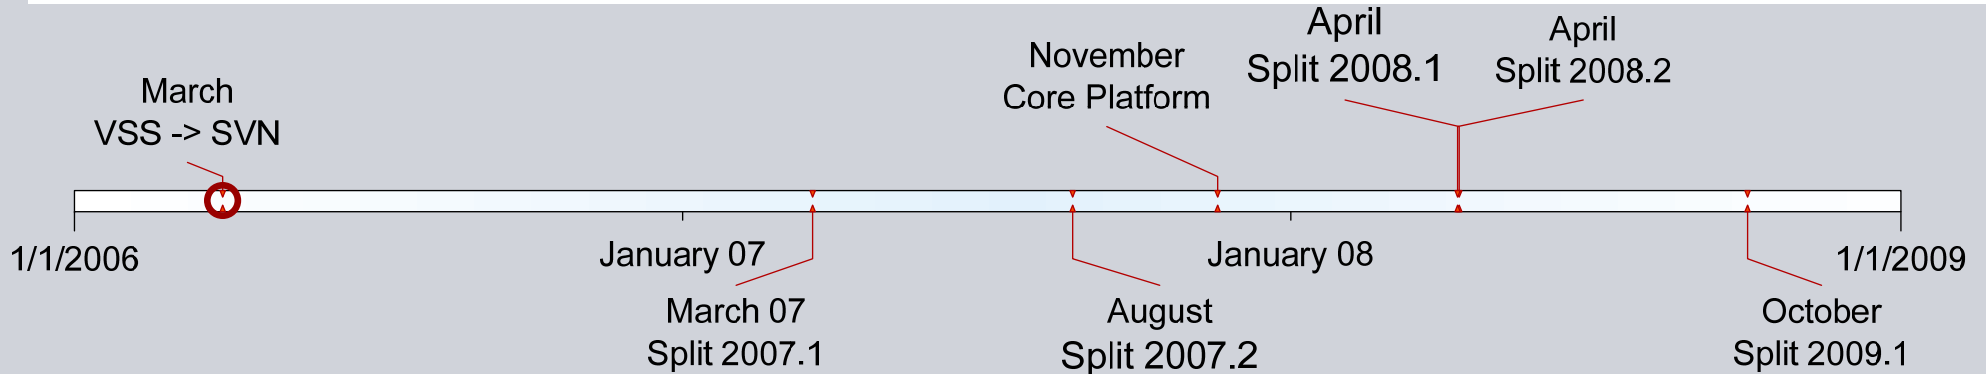 March
VSS -> SVN
November
Core Platform
April
Split 2008.1
April
Split 2008.2
1/1/2006
January 07
January 08
1/1/2009
March 07
Split 2007.1
August
Split 2007.2
October
Split 2009.1